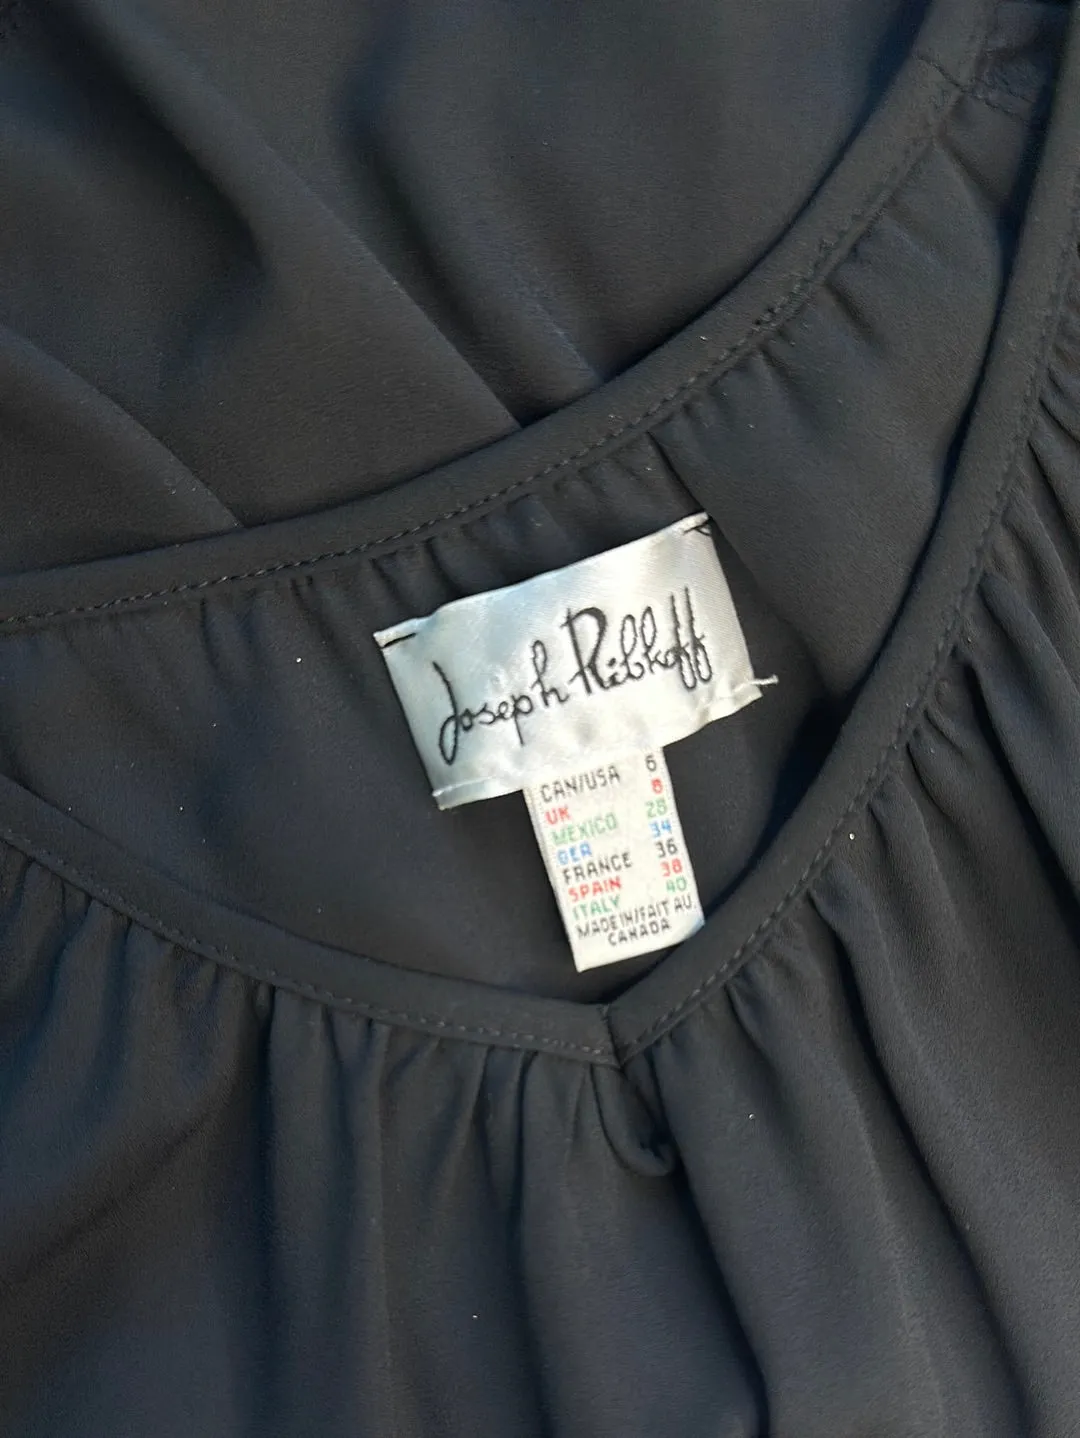 Joseph Ribkoff
CAN/USA 6
UK 8
MEXICO 28
GER 34
FRANCE 36
SPAIN 38
ITALY 40
MADE IN/FAIT AU
CANADA